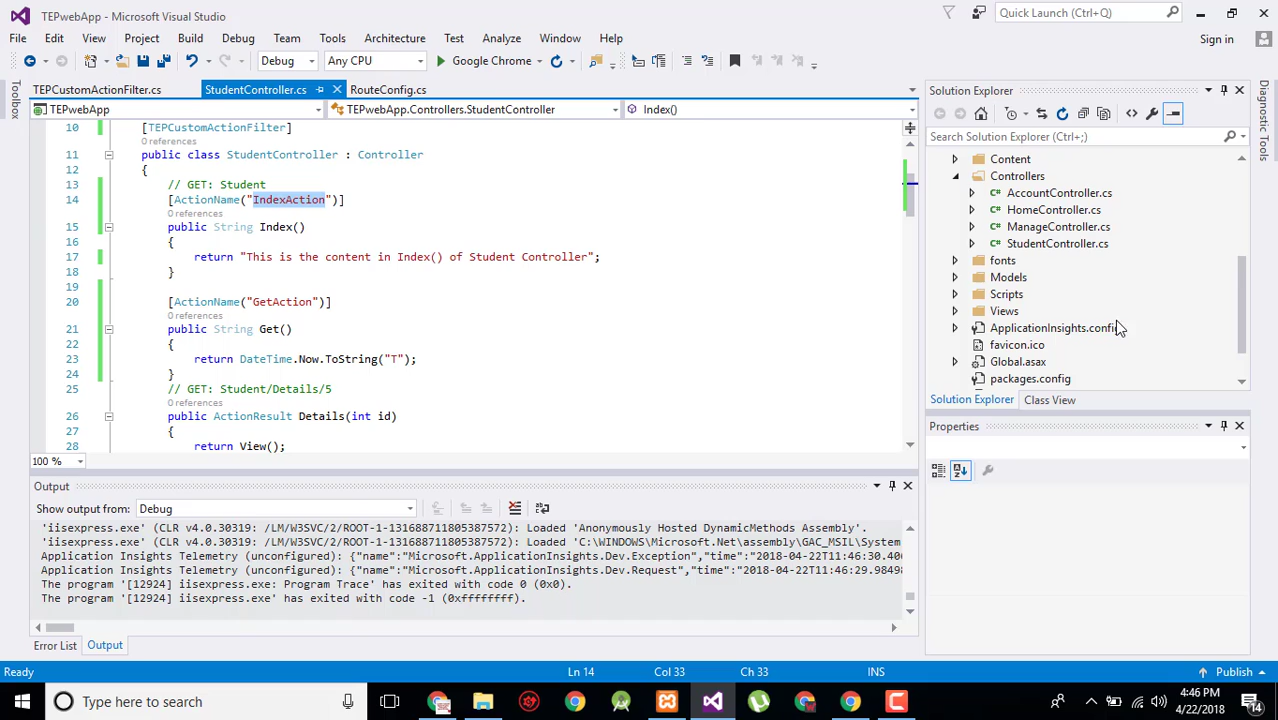 TEPwebApp - Microsoft Visual Studio
Quick Launch (Ctrl+Q)
File Edit View Project Build Debug Team Tools Architecture Test Analyze Window Help
Sign in
Debug Any CPU Google Chrome
Toolbox
TEPCustomActionFilter.cs StudentController.cs RouteConfig.cs
TEPwebApp TEPwebApp.Controllers.StudentController Index()
10 [TEPCustomActionFilter]
0 references
11 public class StudentController : Controller
12 {
13 // GET: Student
14 [ActionName("IndexAction")]
0 references
15 public String Index()
16 {
17 return "This is the content in Index() of Student Controller";
18 }
19
20 [ActionName("GetAction")]
0 references
21 public String Get()
22 {
23 return DateTime.Now.ToString("T");
24 }
25 // GET: Student/Details/5
0 references
26 public ActionResult Details(int id)
27 {
28 return View();
100 %
Output
Show output from: Debug
'iisexpress.exe' (CLR v4.0.30319: /LM/W3SVC/2/ROOT-1-131688711805387572): Loaded 'Anonymously Hosted DynamicMethods Assembly'.
'iisexpress.exe' (CLR v4.0.30319: /LM/W3SVC/2/ROOT-1-131688711805387572): Loaded 'C:\WINDOWS\Microsoft.Net\assembly\GAC_MSIL\System
Application Insights Telemetry (unconfigured): {"name":"Microsoft.ApplicationInsights.Dev.Exception","time":"2018-04-22T11:46:30.400
Application Insights Telemetry (unconfigured): {"name":"Microsoft.ApplicationInsights.Dev.Request","time":"2018-04-22T11:46:29.9849
The program '[12924] iisexpress.exe: Program Trace' has exited with code 0 (0x0).
The program '[12924] iisexpress.exe' has exited with code -1 (0xffffffff).
Error List Output
Solution Explorer
Search Solution Explorer (Ctrl+;)
Content
Controllers
C# AccountController.cs
C# HomeController.cs
C# ManageController.cs
C# StudentController.cs
fonts
Models
Scripts
Views
ApplicationInsights.config
favicon.ico
Global.asax
packages.config
Solution Explorer Class View
Properties
Diagnostic Tools
Ready Ln 14 Col 33 Ch 33 INS Publish
Type here to search
4:46 PM
4/22/2018
14